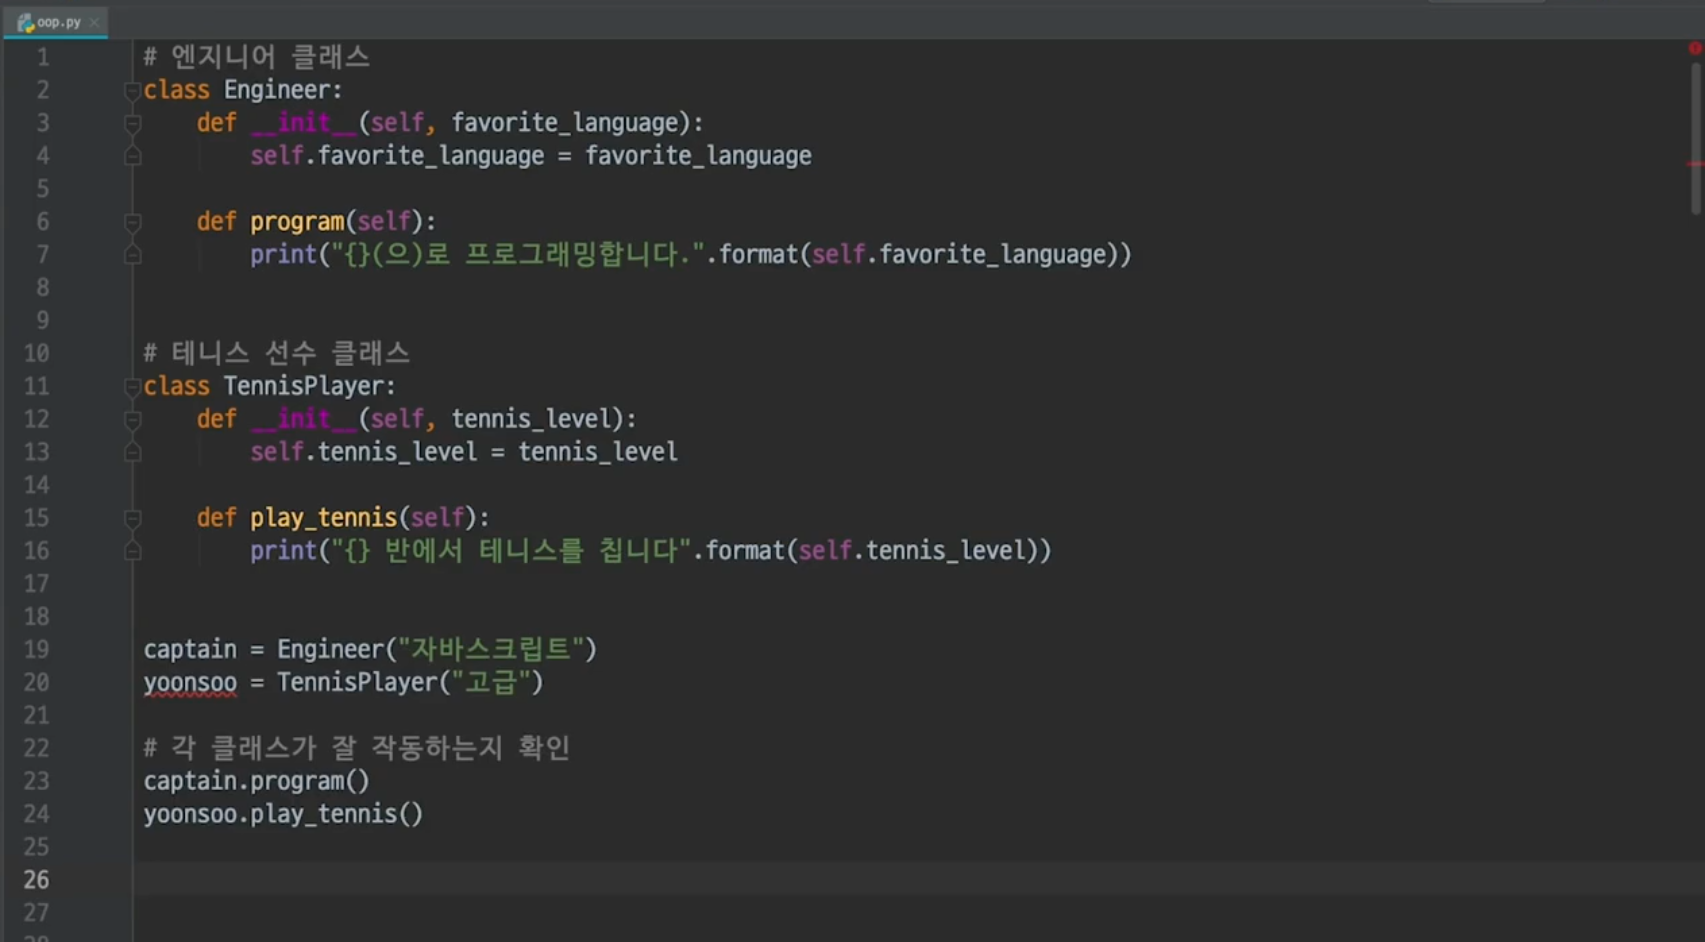 oop.py
1 # 엔지니어 클래스
2 class Engineer:
3 def __init__(self, favorite_language):
4 self.favorite_language = favorite_language
5
6 def program(self):
7 print("{}(으)로 프로그래밍합니다.".format(self.favorite_language))
8
9
10 # 테니스 선수 클래스
11 class TennisPlayer:
12 def __init__(self, tennis_level):
13 self.tennis_level = tennis_level
14
15 def play_tennis(self):
16 print("{} 반에서 테니스를 칩니다".format(self.tennis_level))
17
18
19 captain = Engineer("자바스크립트")
20 yoonsoo = TennisPlayer("고급")
21
22 # 각 클래스가 잘 작동하는지 확인
23 captain.program()
24 yoonsoo.play_tennis()
25
26
27